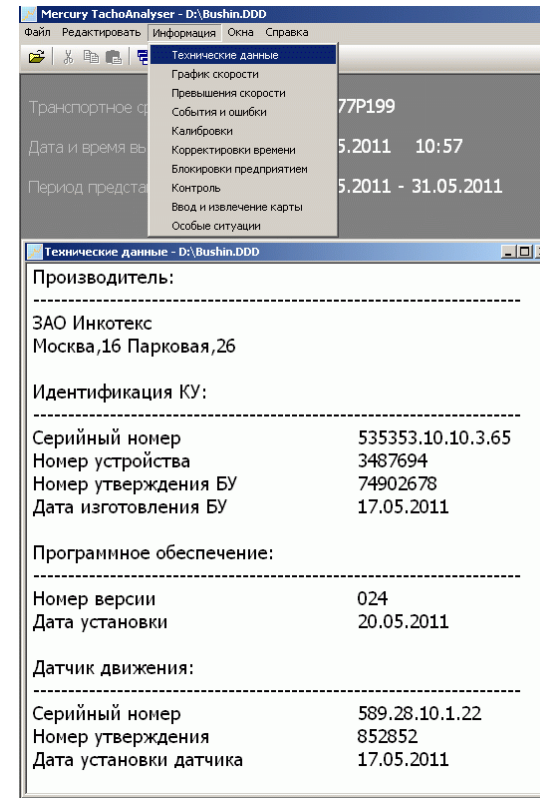 Mercury TachoAnalyser - D:\Bushin.DDD
Файл Редактировать Информация Окна Справка
Технические данные
График скорости
Превышения скорости
События и ошибки
Калибровки
Корректировки времени
Блокировки предприятием
Контроль
Ввод и извлечение карты
Особые ситуации
Транспортное 77Р199
Дата и время 5.2011 10:57
Период 5.2011 - 31.05.2011
Технические данные - D:\Bushin.DDD
Производитель:
ЗАО Инкотекс
Москва,16 Парковая,26
Идентификация КУ:
Серийный номер 535353.10.10.3.65
Номер устройства 3487694
Номер утверждения БУ 74902678
Дата изготовления БУ 17.05.2011
Программное обеспечение:
Номер версии 024
Дата установки 20.05.2011
Датчик движения:
Серийный номер 589.28.10.1.22
Номер утверждения 852852
Дата установки датчика 17.05.2011